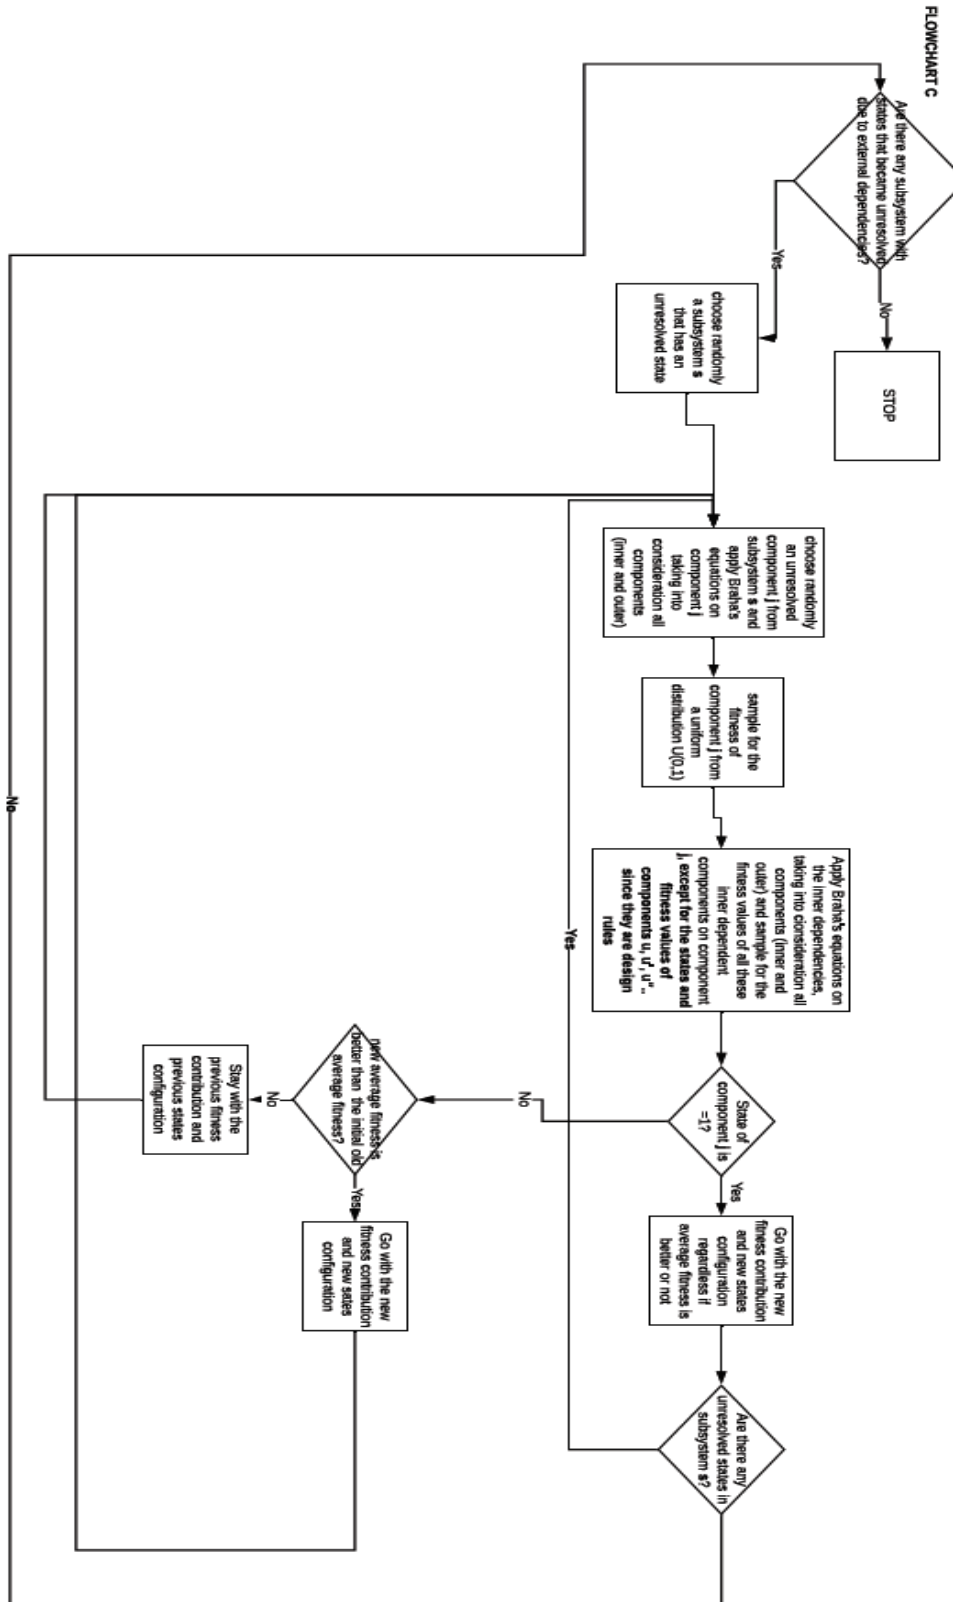 FLOWCHART C
Are there any subsystem with
states that became unresolved
due to external dependencies?
No
STOP
Yes
choose randomly
a subsystem s
that has an
unresolved state
choose randomly
an unresolved
component j from
subsystem s and
apply Braha's
equations on
component j
taking into
consideration all
components
(inner and outer)
sample for the
fitness of
component j from
a uniform
distribution U(0,1)
Apply Braha's equations on
the inner dependencies,
taking into cionsideration all
components (inner and
outer) and sample for the
fintess values of all these
inner dependent
components on component
j, except for the states and
fitness values of
components u, u', u'' ..
since they are design
rules
State of
component j is
=1?
Yes
Go with the new
fitness contribution
and new states
configuration
regardless if
average fitness is
better or not
Are there any
unresolved states in
subsystem s?
Yes
No
No
new average fitness is
better than the initial old
average fitness?
Yes
Go with the new
fitness contribution
and new sates
configuration
No
Stay with the
previous fitness
contribution and
previous states
configuration